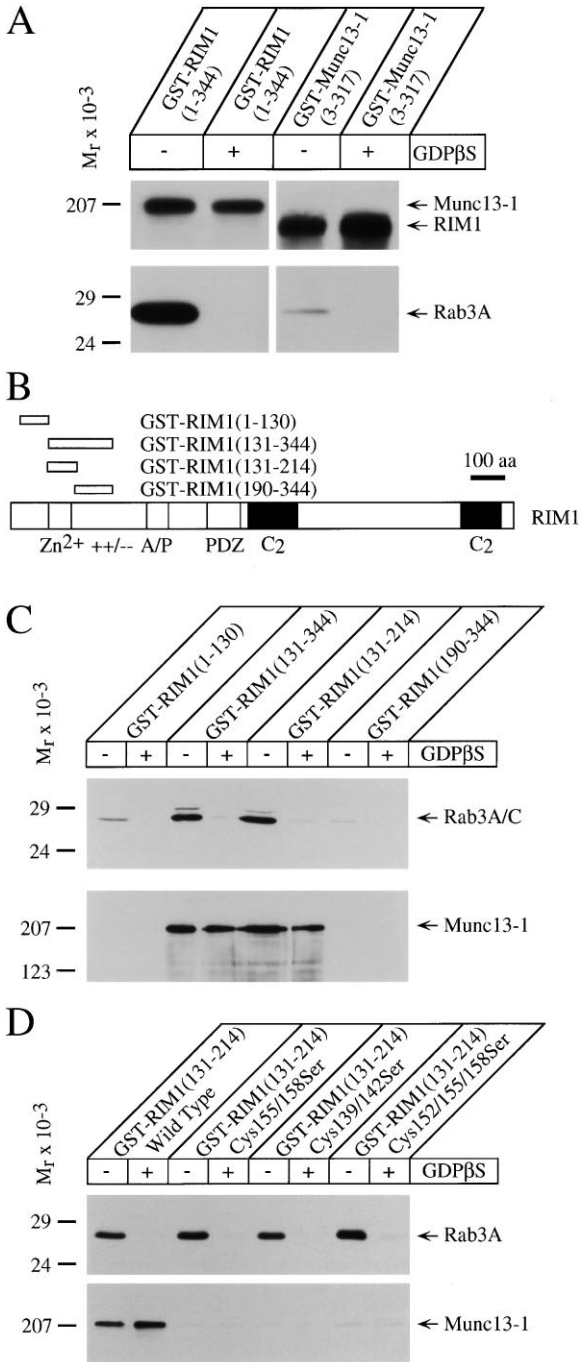 A
GST-RIM1
(1-344)
GST-RIM1
(1-344)
GST-Munc13-1
(3-317)
GST-Munc13-1
(3-317)
Mr x 10-3
- + - + GDPβS
207
Munc13-1
RIM1
29
24
Rab3A
B
GST-RIM1(1-130)
GST-RIM1(131-344)
GST-RIM1(131-214)
GST-RIM1(190-344)
100 aa
RIM1
Zn2+ ++/-- A/P PDZ C2 C2
C
GST-RIM1(1-130)
GST-RIM1(131-344)
GST-RIM1(131-214)
GST-RIM1(190-344)
Mr x 10-3
- + - + - + - + GDPβS
29
24
Rab3A/C
207
123
Munc13-1
D
GST-RIM1(131-214)
Wild Type
GST-RIM1(131-214)
Cys155/158Ser
GST-RIM1(131-214)
Cys139/142Ser
GST-RIM1(131-214)
Cys152/155/158Ser
Mr x 10-3
- + - + - + - + GDPβS
29
24
Rab3A
207
Munc13-1